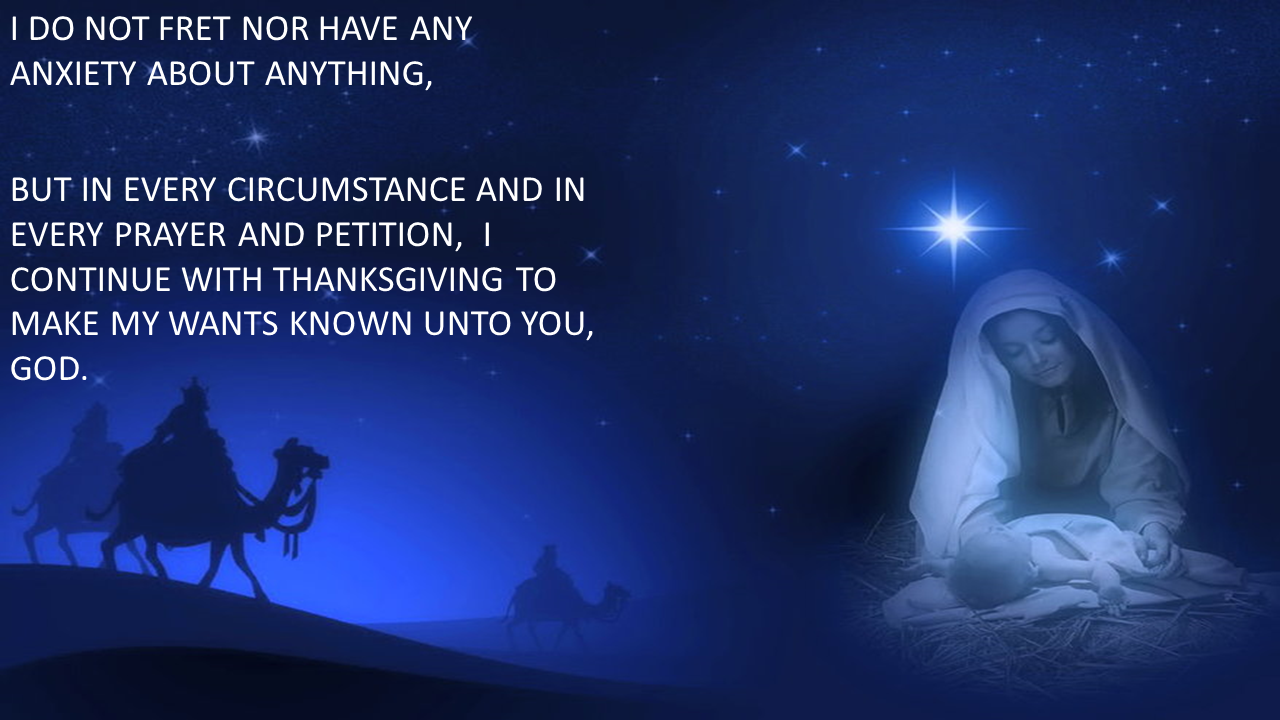 I DO NOT FRET NOR HAVE ANY
ANXIETY ABOUT ANYTHING,
BUT IN EVERY CIRCUMSTANCE AND IN
EVERY PRAYER AND PETITION, I
CONTINUE WITH THANKSGIVING TO
MAKE MY WANTS KNOWN UNTO YOU,
GOD.